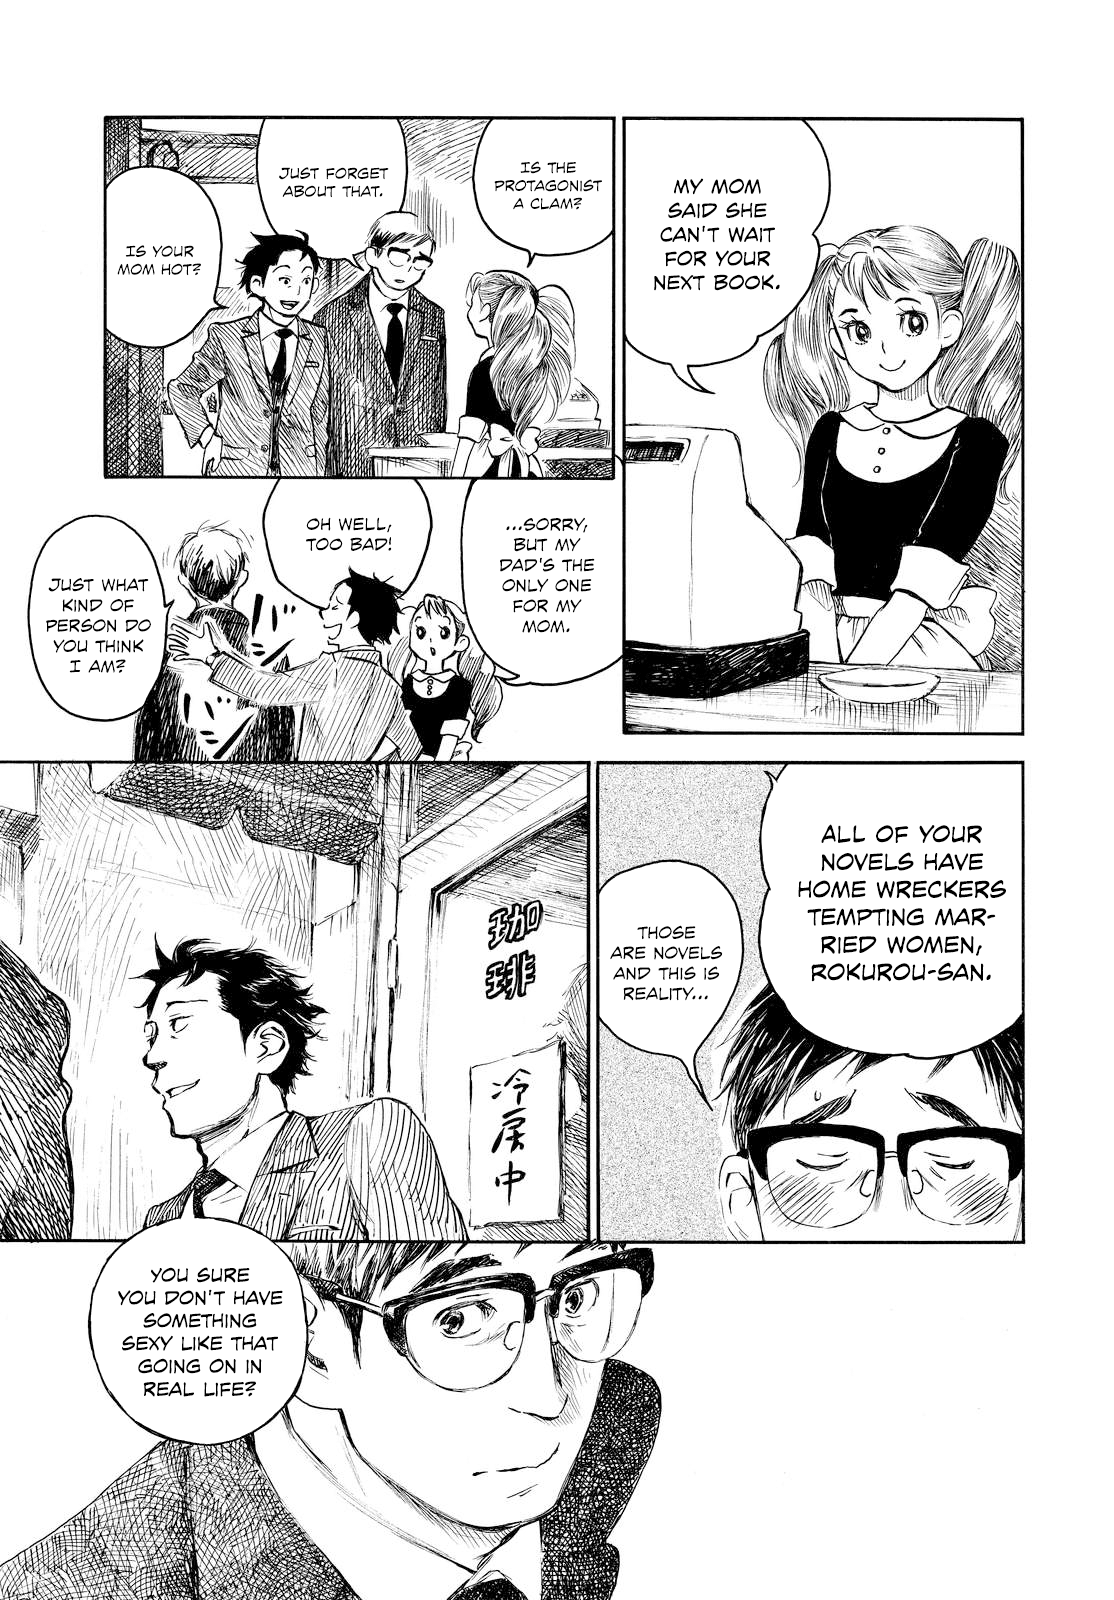 MY MOM
SAID SHE
CAN'T WAIT
FOR YOUR
NEXT BOOK.
IS THE
PROTAGONIST
A CLAM?
JUST FORGET
ABOUT THAT.
IS YOUR
MOM HOT?
...SORRY,
BUT MY
DAD'S THE
ONLY ONE
FOR MY
MOM.
OH WELL,
TOO BAD!
JUST WHAT
KIND OF
PERSON DO
YOU THINK
I AM?
ALL OF YOUR
NOVELS HAVE
HOME WRECKERS
TEMPTING MAR-
RIED WOMEN,
ROKUROU-SAN.
THOSE
ARE NOVELS
AND THIS IS
REALITY...
珈
琲
冷
房
中
YOU SURE
YOU DON'T HAVE
SOMETHING
SEXY LIKE THAT
GOING ON IN
REAL LIFE?